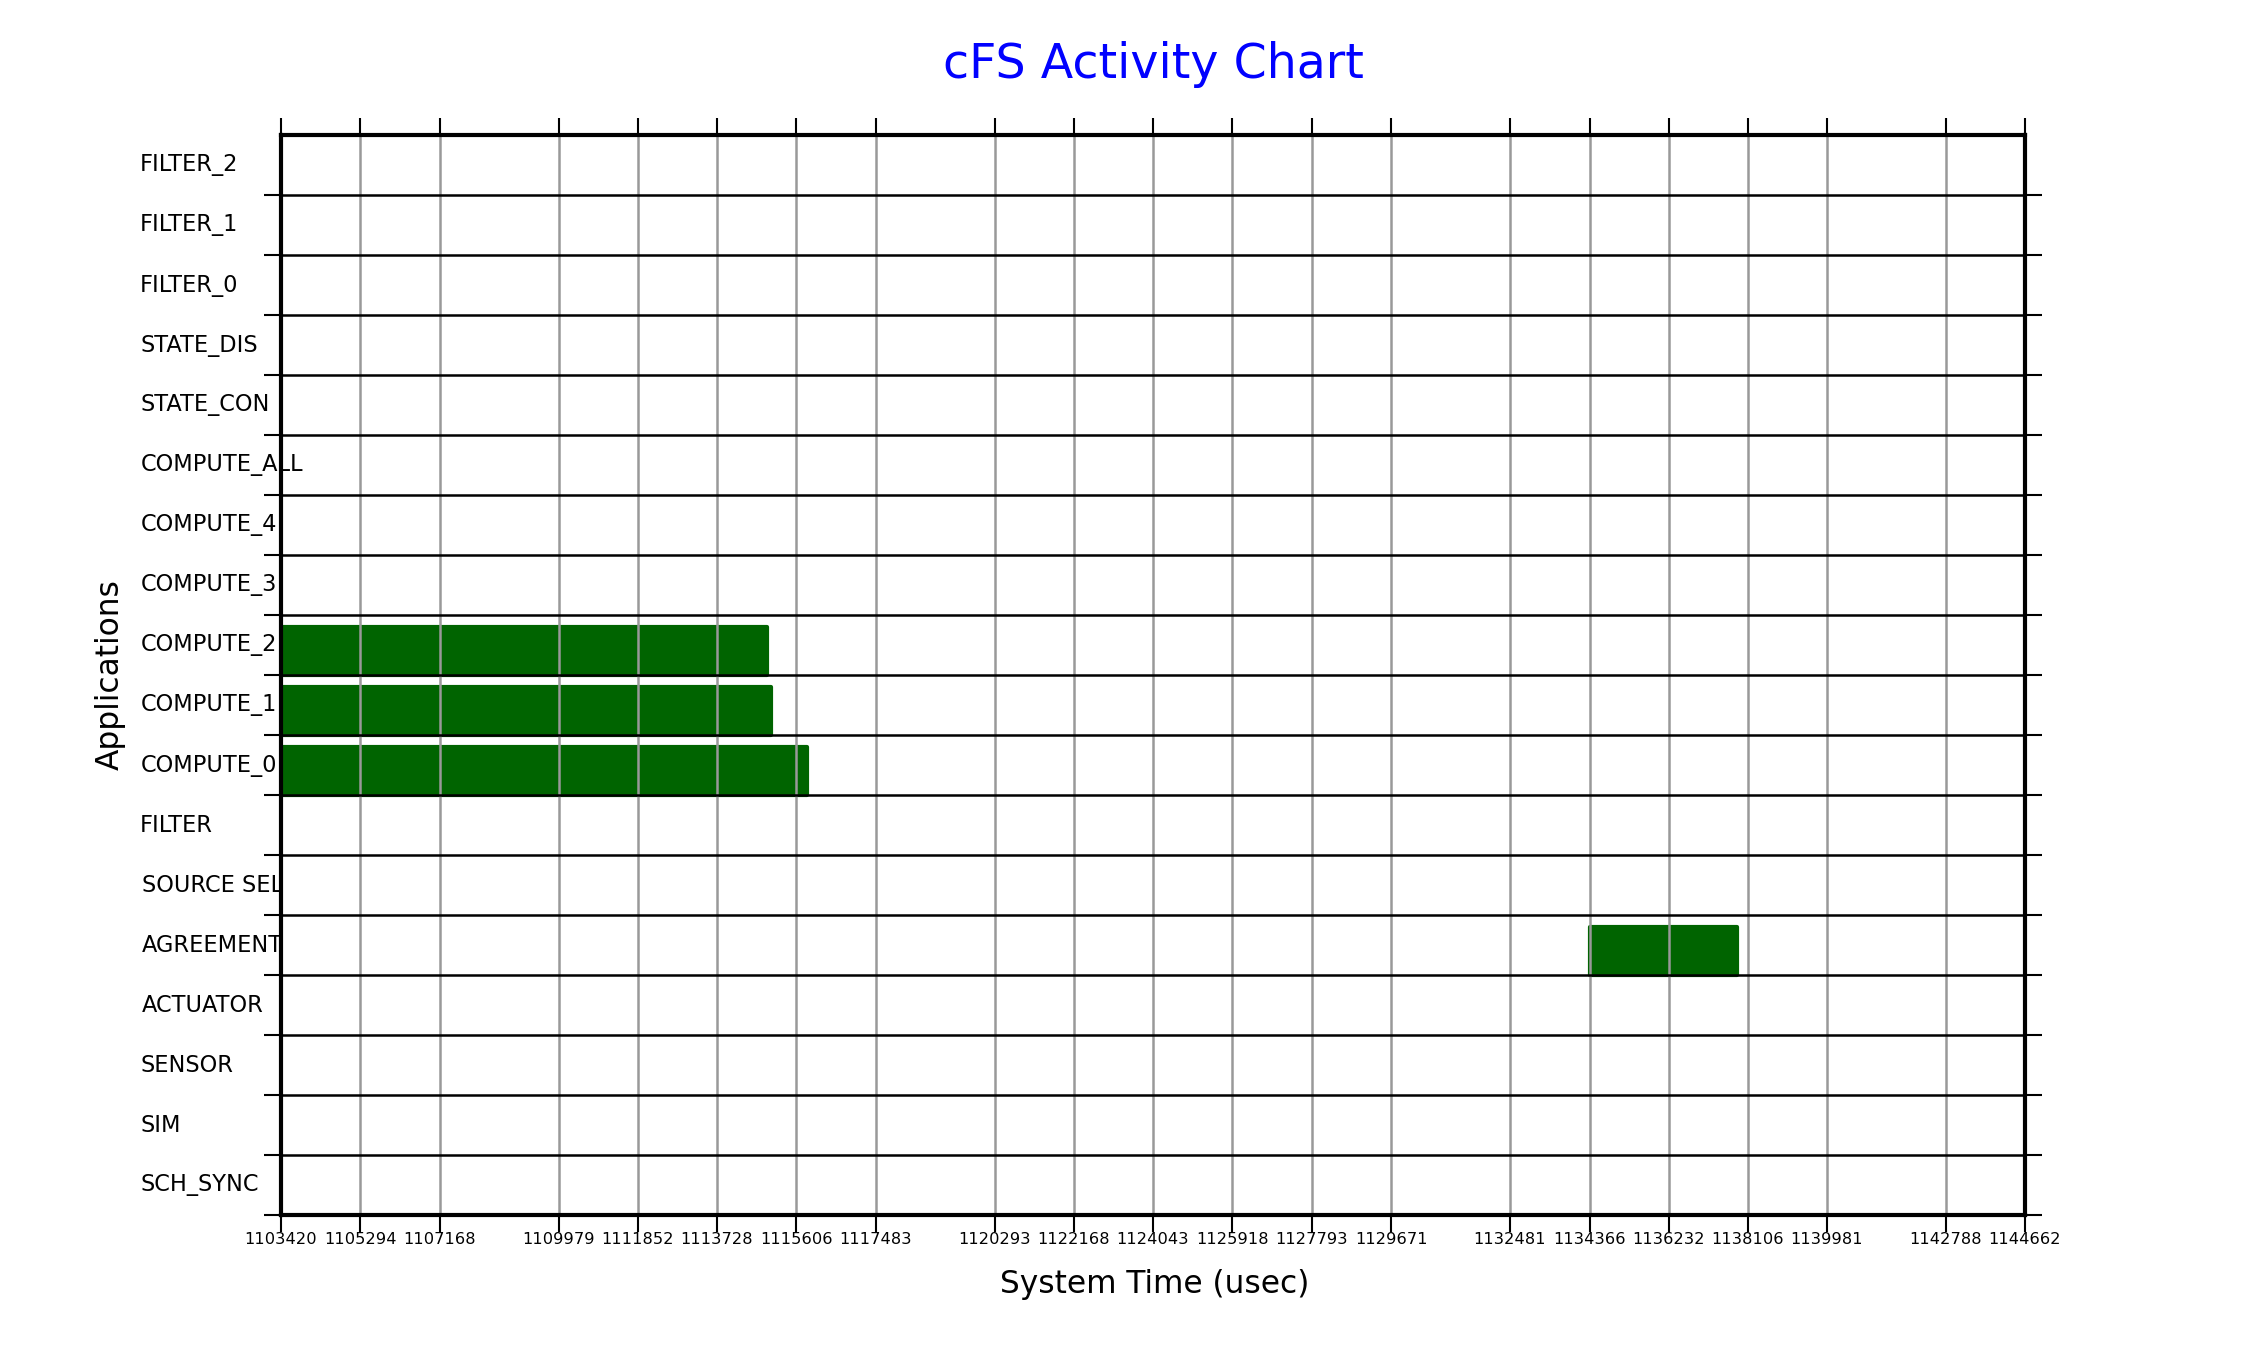 cFS Activity Chart
FILTER_2
FILTER_1
FILTER_0
STATE_DIS
STATE_CON
COMPUTE_ALL
COMPUTE_4
COMPUTE_3
COMPUTE_2
COMPUTE_1
COMPUTE_0
FILTER
SOURCE SEL
AGREEMENT
ACTUATOR
SENSOR
SIM
SCH_SYNC
Applications
1103420 1105294 1107168 1109979 1111852 1113728 1115606 1117483 1120293 1122168 1124043 1125918 1127793 1129671 1132481 1134366 1136232 1138106 1139981 1142788 1144662
System Time (usec)